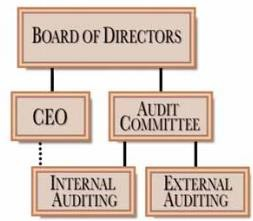 BOARD OF DIRECTORS
CEO
AUDIT
COMMITTEE
INTERNAL
AUDITING
EXTERNAL
AUDITING